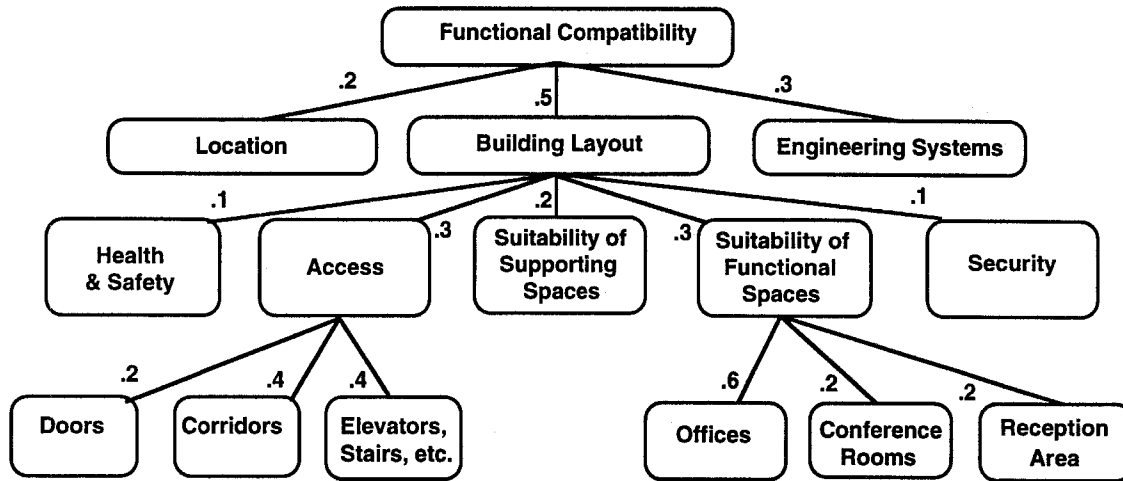 Functional Compatibility
.2
.5
.3
Location
Building Layout
Engineering Systems
.1
.3
.2
.3
.1
Health
& Safety
Access
Suitability of
Supporting
Spaces
Suitability of
Functional
Spaces
Security
.2
.4
.4
.6
.2
.2
Doors
Corridors
Elevators,
Stairs, etc.
Offices
Conference
Rooms
Reception
Area